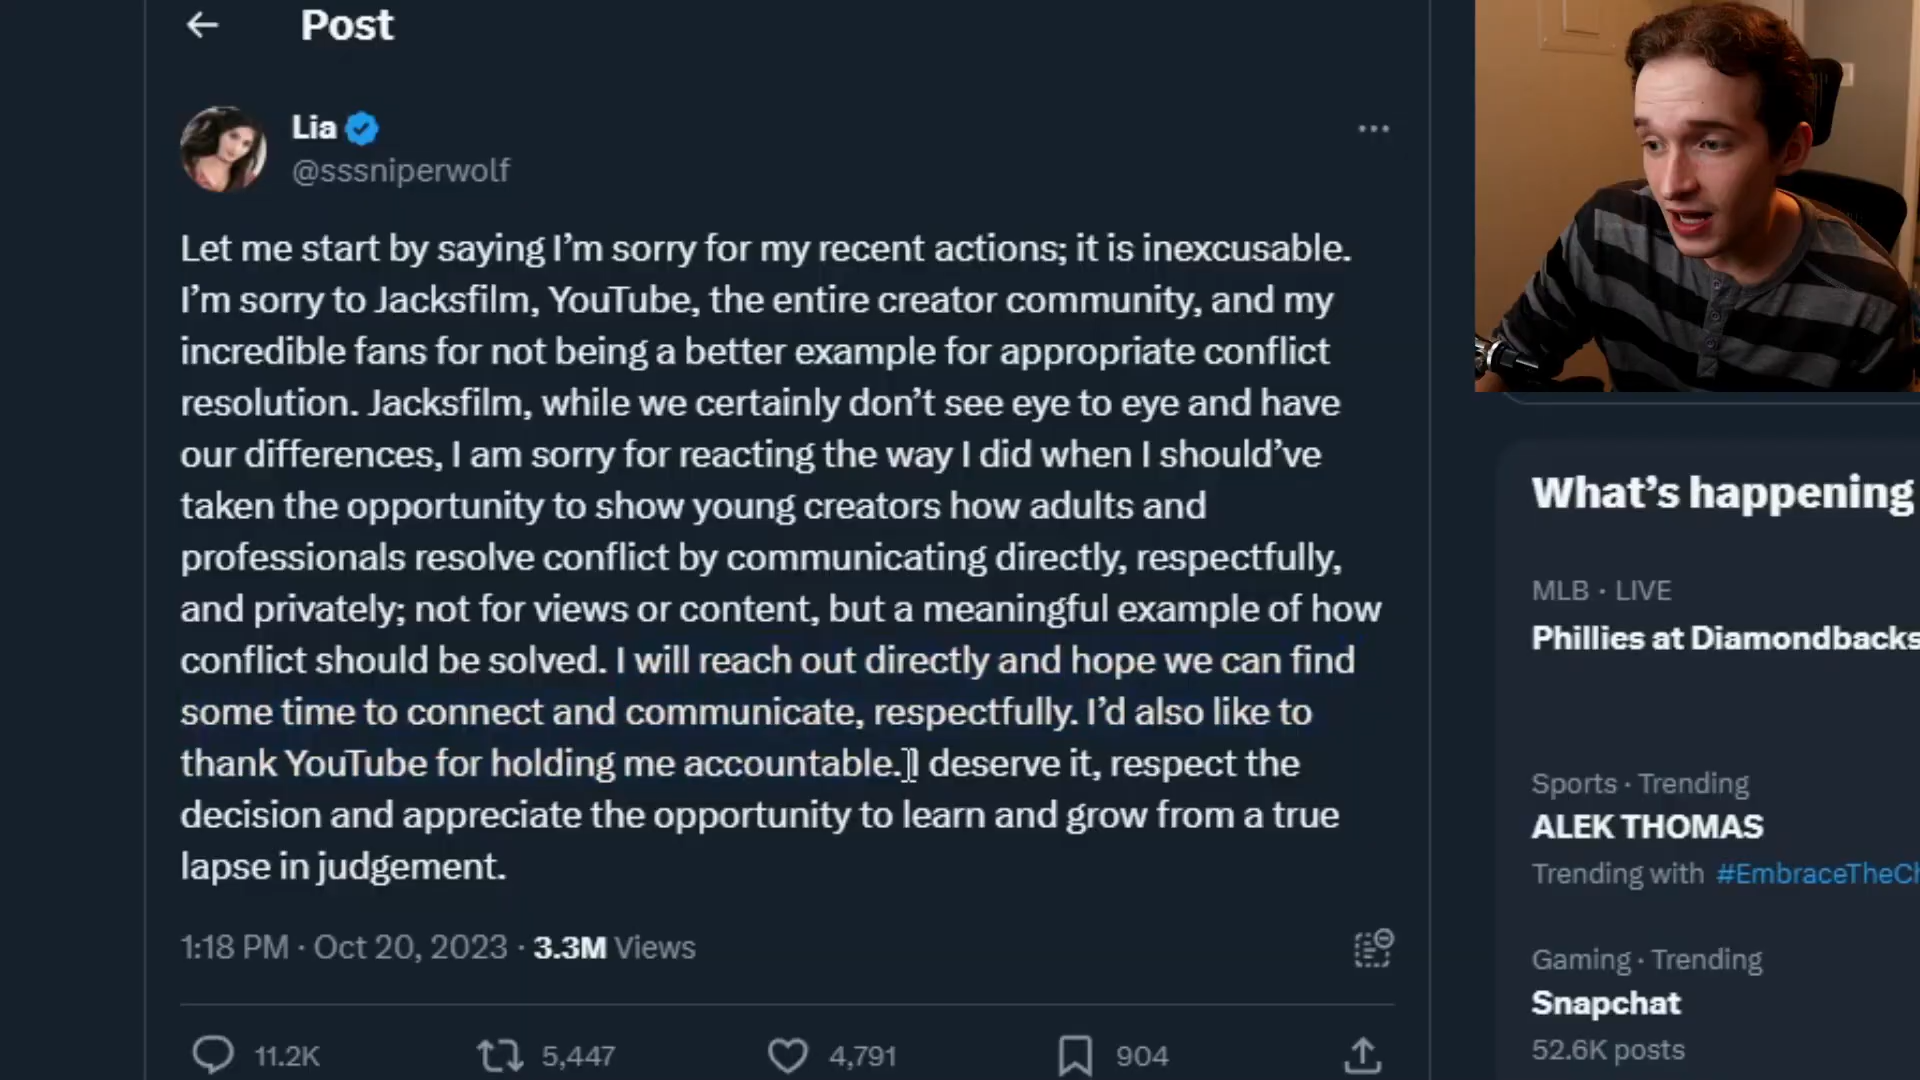 Post
Lia
@sssniperwolf
Let me start by saying I’m sorry for my recent actions; it is inexcusable.
I’m sorry to Jacksfilm, YouTube, the entire creator community, and my
incredible fans for not being a better example for appropriate conflict
resolution. Jacksfilm, while we certainly don’t see eye to eye and have
our differences, I am sorry for reacting the way I did when I should’ve
taken the opportunity to show young creators how adults and
professionals resolve conflict by communicating directly, respectfully,
and privately; not for views or content, but a meaningful example of how
conflict should be solved. I will reach out directly and hope we can find
some time to connect and communicate, respectfully. I’d also like to
thank YouTube for holding me accountable. I deserve it, respect the
decision and appreciate the opportunity to learn and grow from a true
lapse in judgement.
1:18 PM · Oct 20, 2023 · 3.3M Views
11.2K 5,447 4,791 904
What’s happening
MLB · LIVE
Phillies at Diamondbacks
Sports · Trending
ALEK THOMAS
Trending with #EmbraceTheCh
Gaming · Trending
Snapchat
52.6K posts